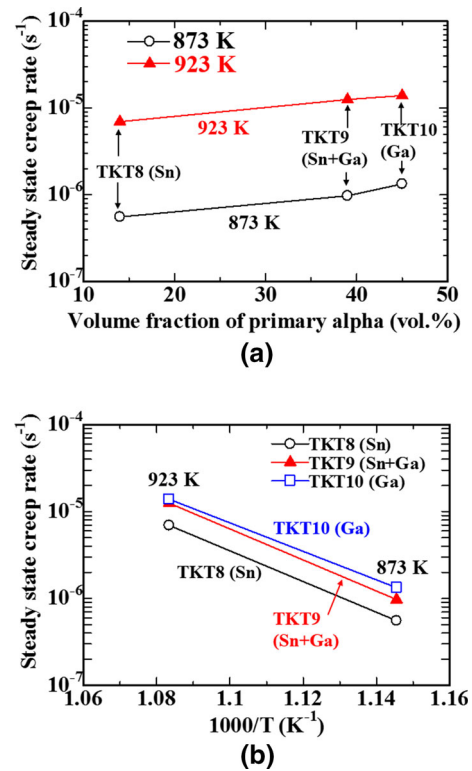 Steady state creep rate (s⁻¹)
10⁻⁴
10⁻⁵
10⁻⁶
10⁻⁷
873 K
923 K
923 K
TKT8 (Sn)
TKT9
(Sn+Ga)
TKT10
(Ga)
873 K
10 20 30 40 50
Volume fraction of primary alpha (vol.%)
(a)
Steady state creep rate (s⁻¹)
10⁻⁴
10⁻⁵
10⁻⁶
10⁻⁷
TKT8 (Sn)
TKT9 (Sn+Ga)
TKT10 (Ga)
923 K
TKT10 (Ga)
873 K
TKT8 (Sn)
TKT9
(Sn+Ga)
1.06 1.08 1.1 1.12 1.14 1.16
1000/T (K⁻¹)
(b)